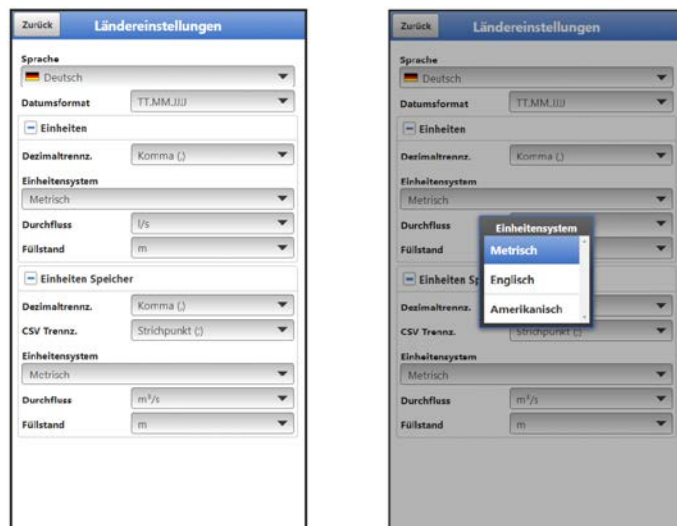 Zurück Ländereinstellungen
Sprache
Deutsch
Datumsformat TT.MM.JJJJ
Einheiten
Dezimaltrennz. Komma (,)
Einheitensystem
Metrisch
Durchfluss l/s
Füllstand m
Einheiten Speicher
Dezimaltrennz. Komma (,)
CSV Trennz. Strichpunkt (;)
Einheitensystem
Metrisch
Durchfluss m³/s
Füllstand m
Zurück Ländereinstellungen
Sprache
Deutsch
Datumsformat TT.MM.JJJJ
Einheiten
Dezimaltrennz. Komma (,)
Einheitensystem
Metrisch
Durchfluss
Füllstand
Einheitensystem
Metrisch
Englisch
Amerikanisch
Einheiten Sp
Dezimaltrennz.
CSV Trennz. Strichpunkt (;)
Einheitensystem
Metrisch
Durchfluss m³/s
Füllstand m